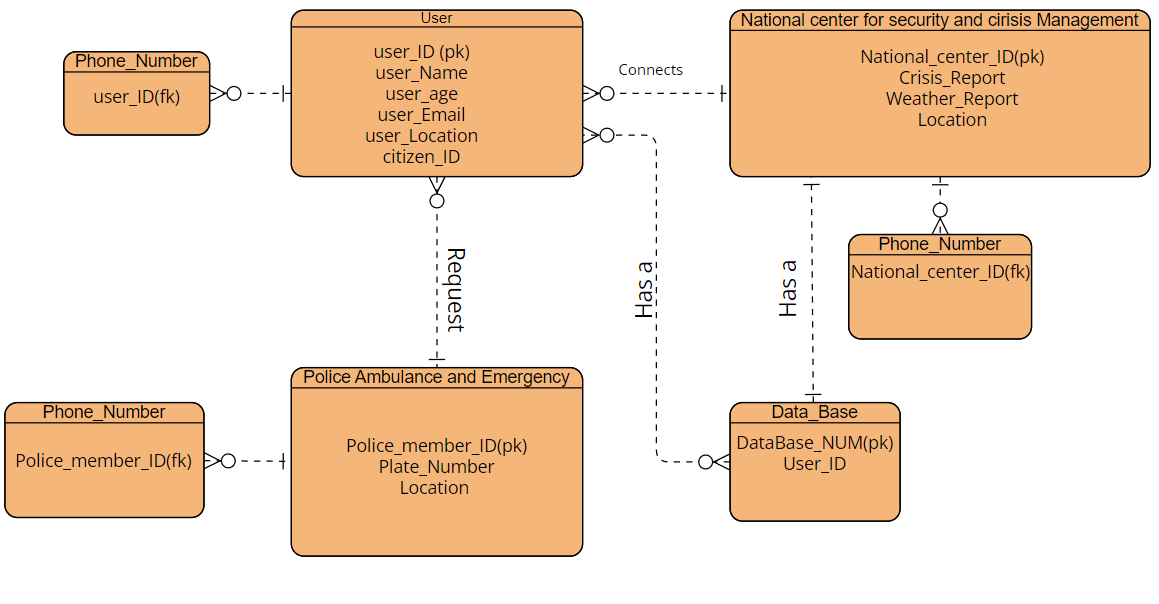 User
user_ID (pk)
user_Name
user_age
user_Email
user_Location
citizen_ID
National center for security and cirisis Management
National_center_ID(pk)
Crisis_Report
Weather_Report
Location
Phone_Number
user_ID(fk)
Connects
Request
Has a
Has a
Phone_Number
National_center_ID(fk)
Police Ambulance and Emergency
Police_member_ID(pk)
Plate_Number
Location
Phone_Number
Police_member_ID(fk)
Data_Base
DataBase_NUM(pk)
User_ID